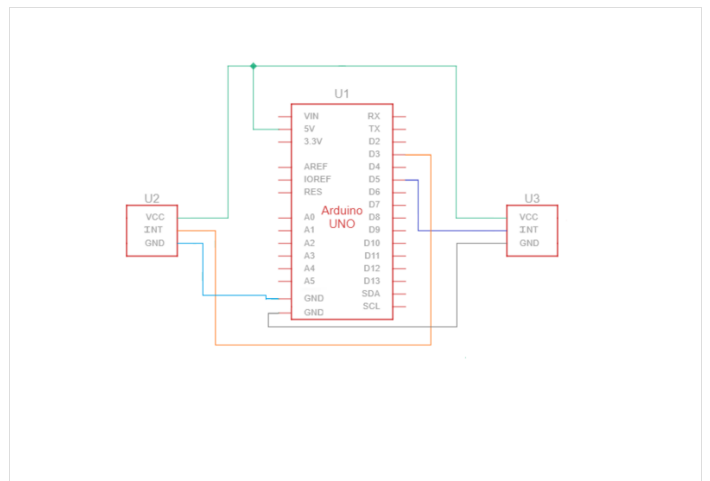 U1
VIN
5V
3.3V
AREF
IOREF
RES
A0
A1
A2
A3
A4
A5
GND
GND
Arduino
UNO
RX
TX
D2
D3
D4
D5
D6
D7
D8
D9
D10
D11
D12
D13
SDA
SCL
U2
VCC
INT
GND
U3
VCC
INT
GND